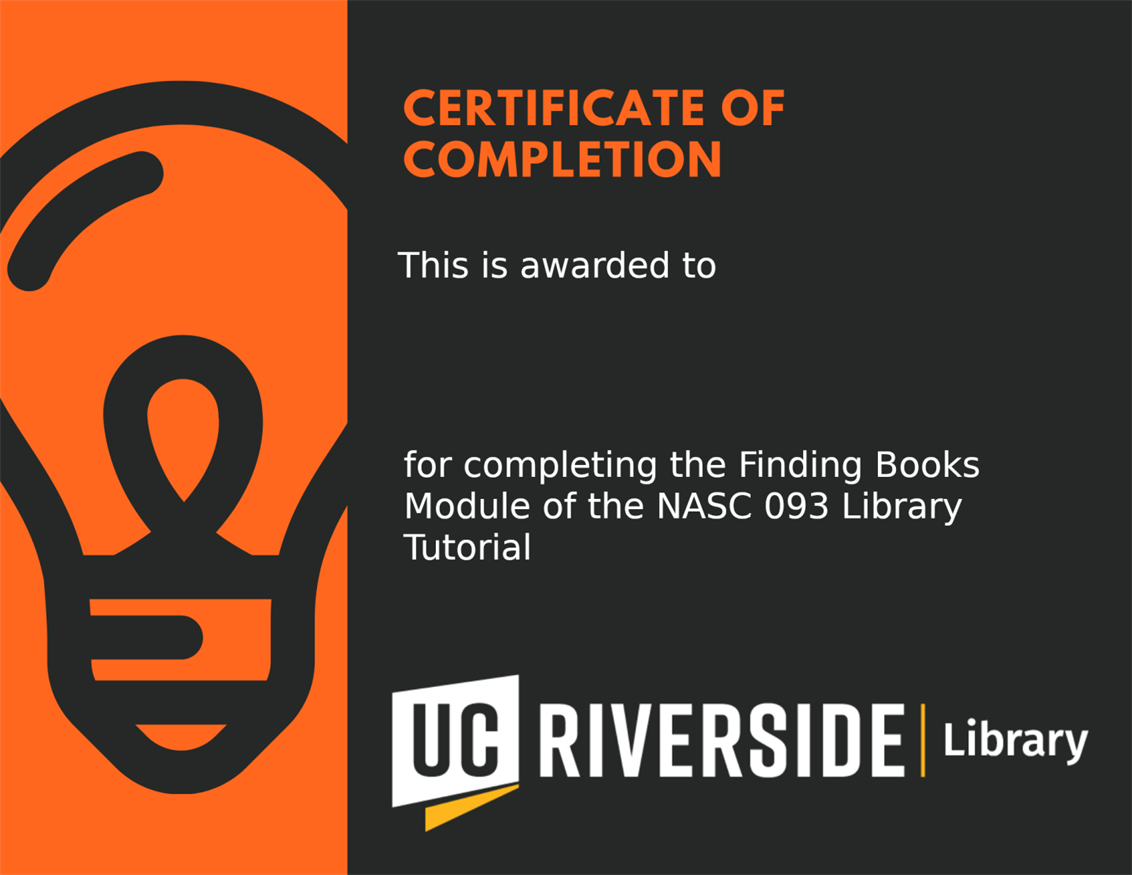 CERTIFICATE OF
COMPLETION
This is awarded to
for completing the Finding Books
Module of the NASC 093 Library
Tutorial
UC RIVERSIDE Library